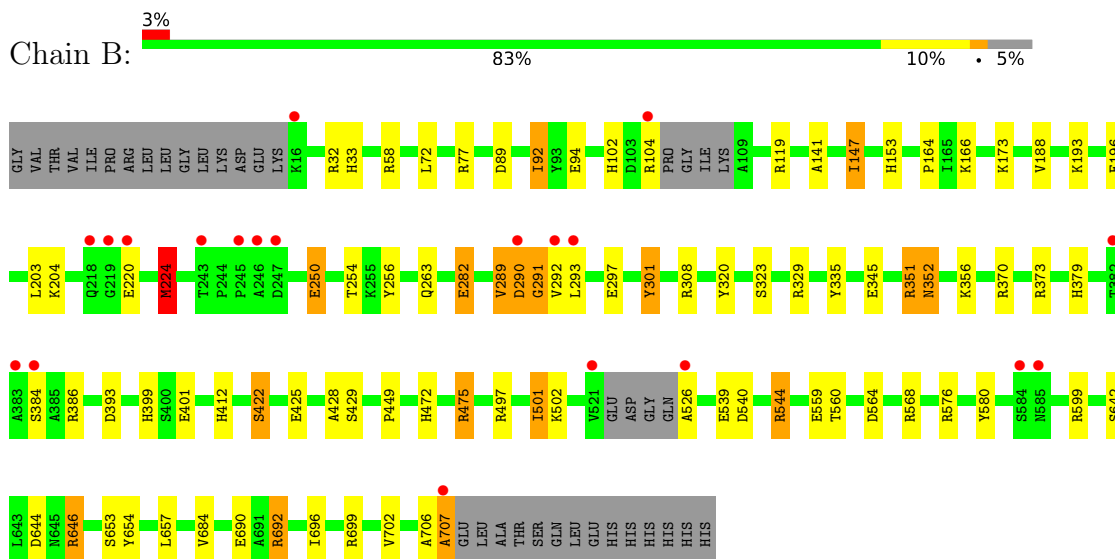 3%
Chain B:
83% 10% • 5%
GLY VAL THR VAL ILE PRO ARG LEU LEU GLY LEU LYS ASP GLU LYS K16 R32 H33 R58 L72 R77 D89 I92 Y93 E94 H102 D103 R104 PRO GLY ILE LYS A109 R119 A141 I147 H153 P164 I165 K166 K173 V188 K193 E196
L203 K204 Q218 G219 E220 M224 T243 P244 P245 A246 D247 E250 T254 K255 Y256 Q263 E282 V289 D290 G291 V292 L293 E297 Y301 R308 Y320 S323 R329 Y335 E345 R351 N352 K356 R370 R373 H379 T382
A383 S384 A385 R386 D393 H399 S400 E401 H412 S422 E425 A428 S429 P449 H472 R475 R497 I501 K502 V521 GLU ASP GLY GLN A526 E539 D540 R544 E559 T560 D564 R568 R576 Y580 S584 N585 R599 S642
L643 D644 N645 R646 S653 Y654 L657 V684 E690 A691 R692 I696 R699 V702 A706 A707 GLU LEU ALA THR SER GLN LEU GLU HIS HIS HIS HIS HIS HIS